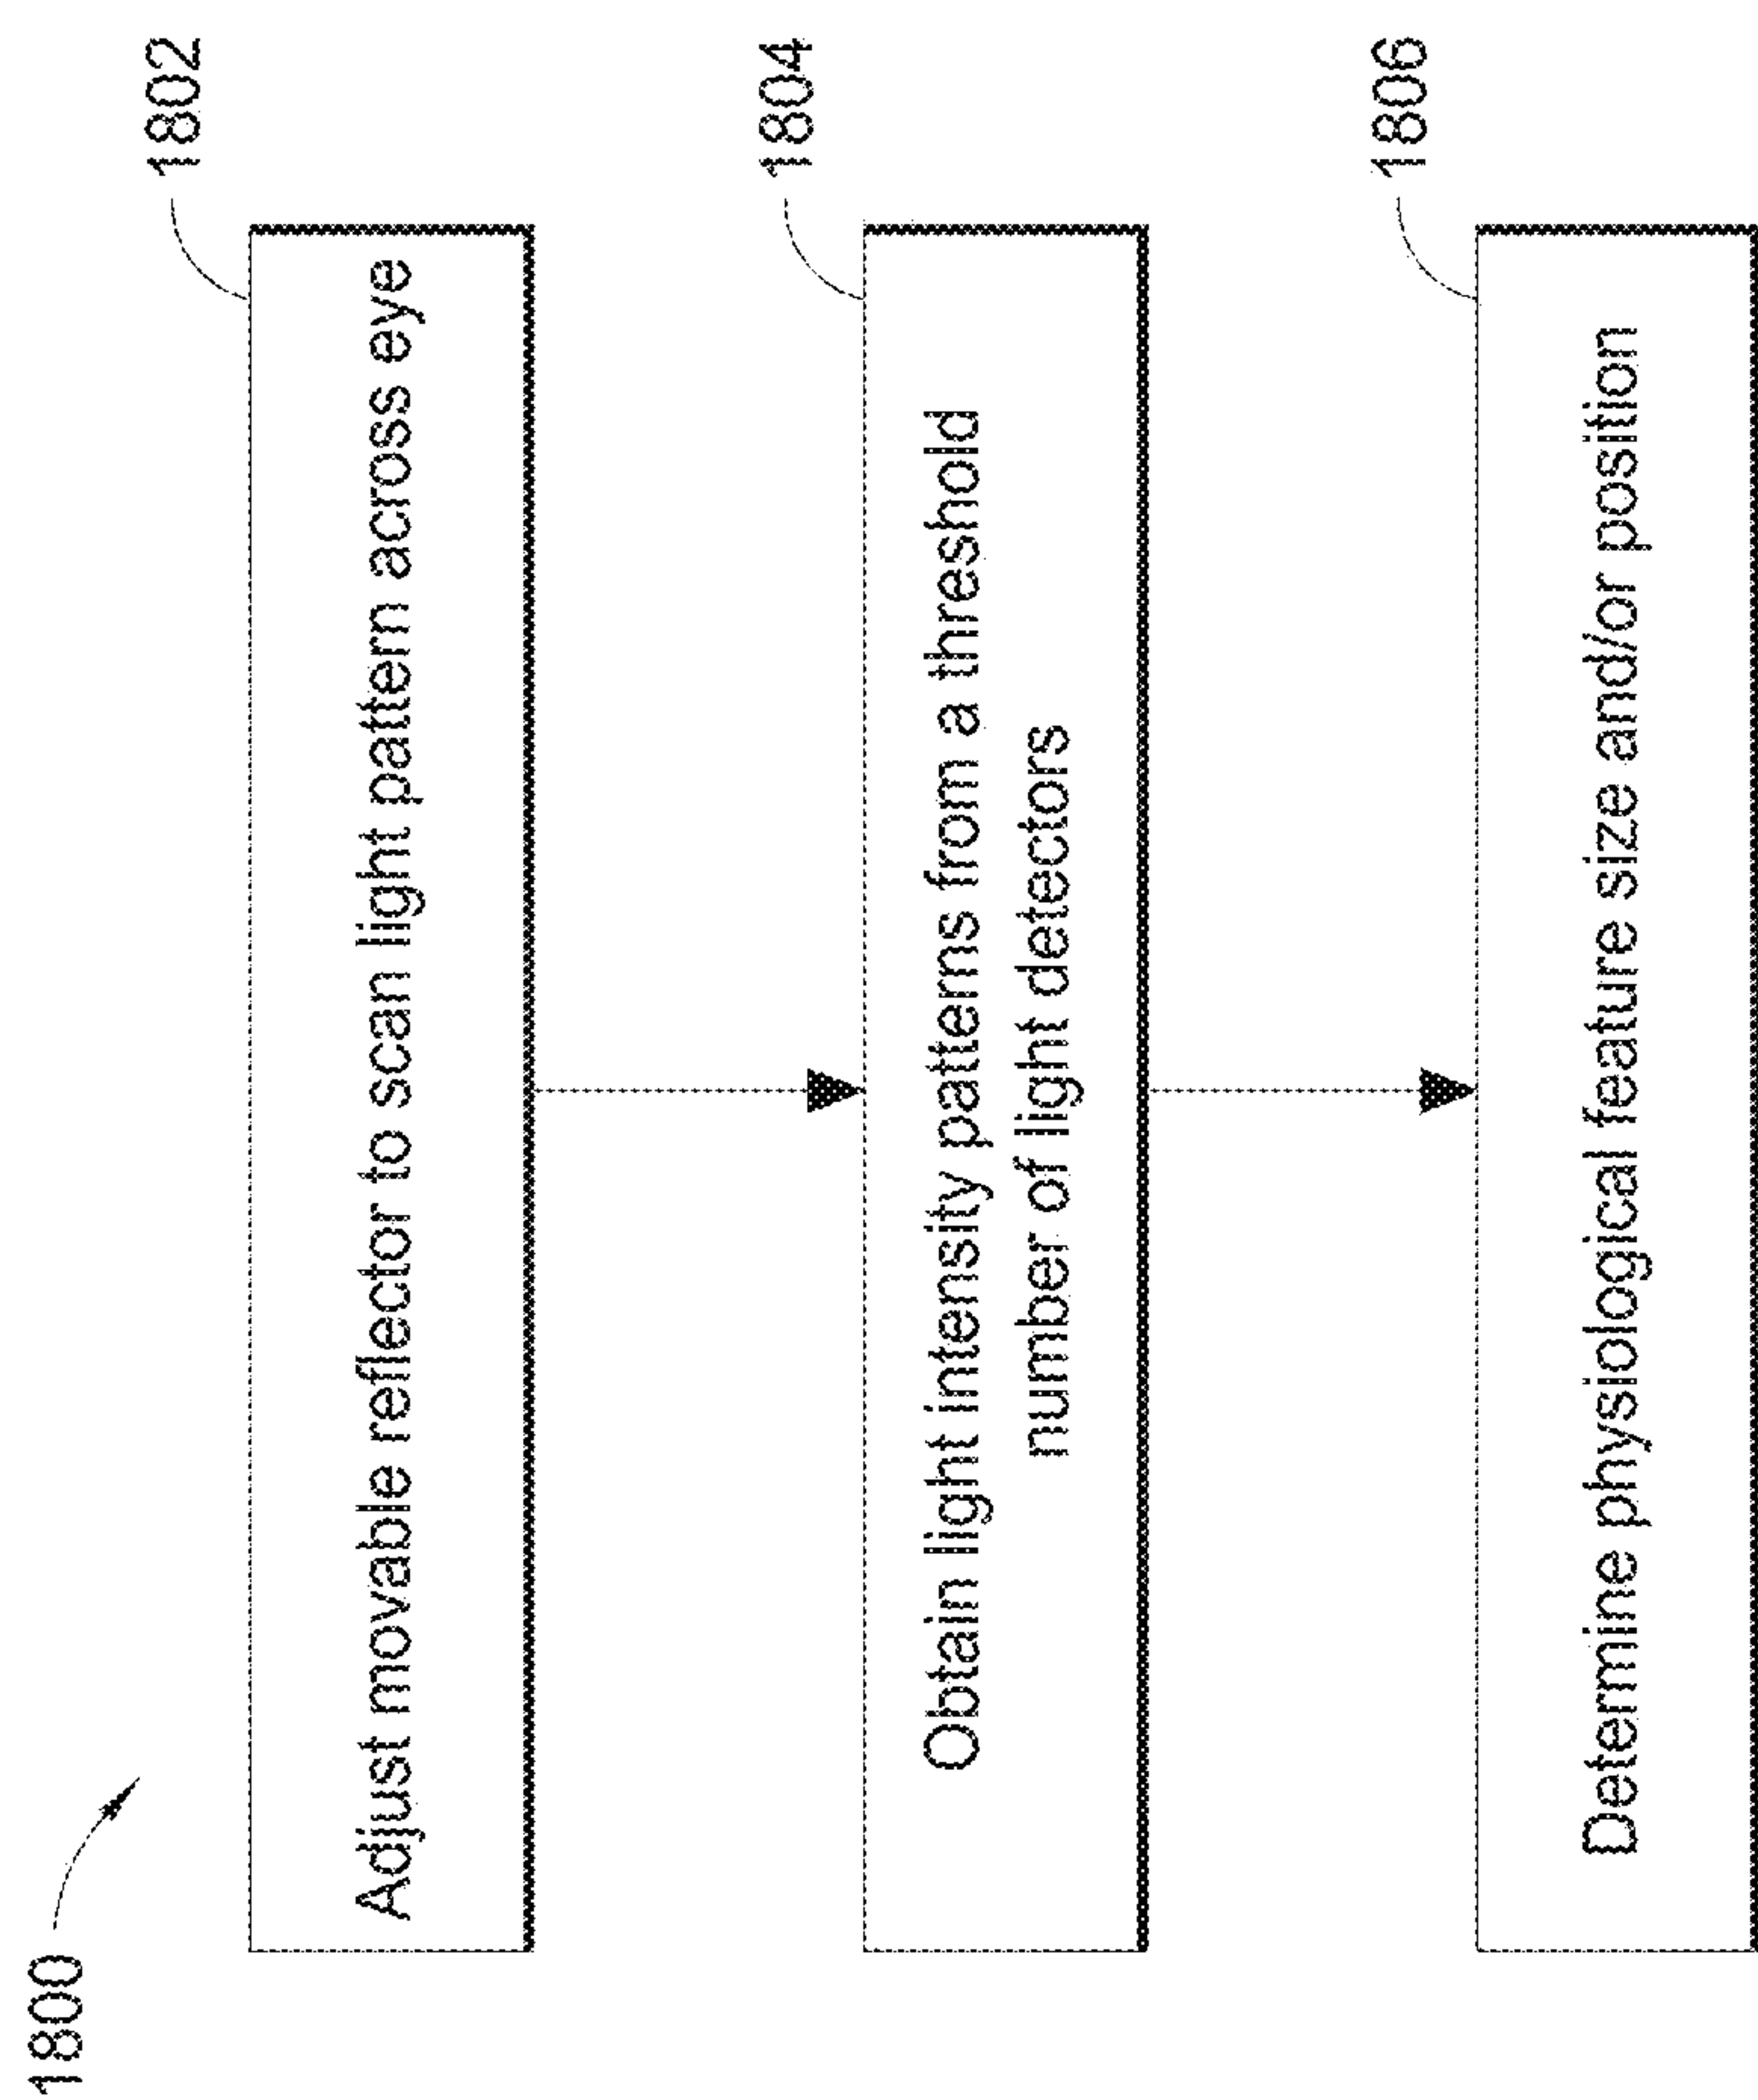 1800
1802
Adjust movable reflector to scan light pattern across eye
1804
Obtain light intensity patterns from a threshold
number of light detectors
1806
Determine physiological feature size and/or position